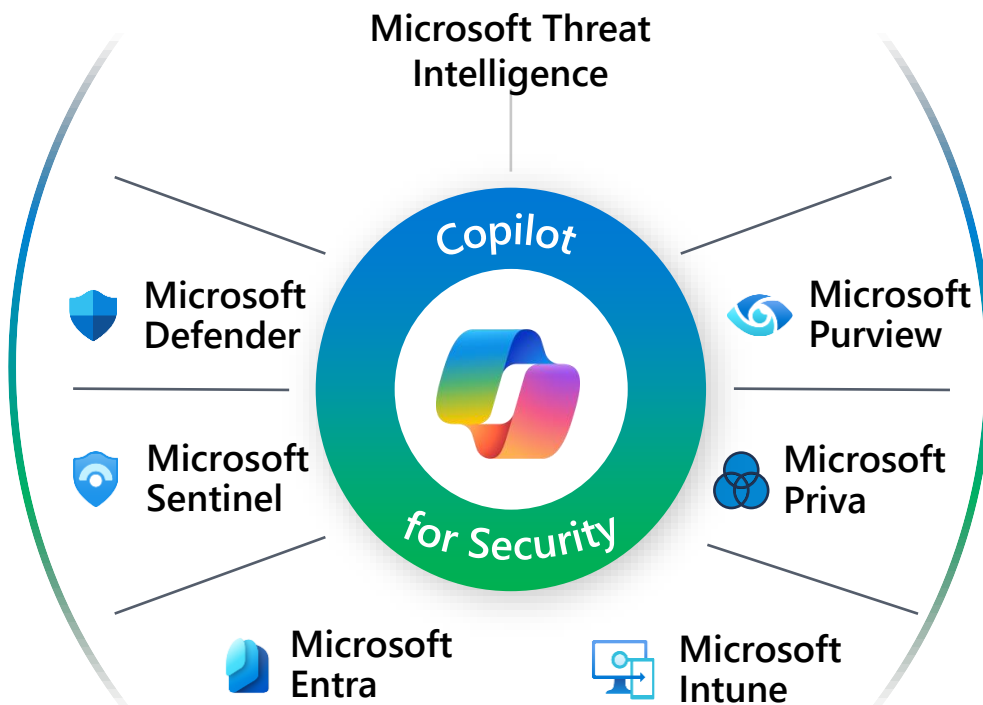 Microsoft Threat
Intelligence
Copilot
for Security
Microsoft
Defender
Microsoft
Purview
Microsoft
Sentinel
Microsoft
Priva
Microsoft
Entra
Microsoft
Intune